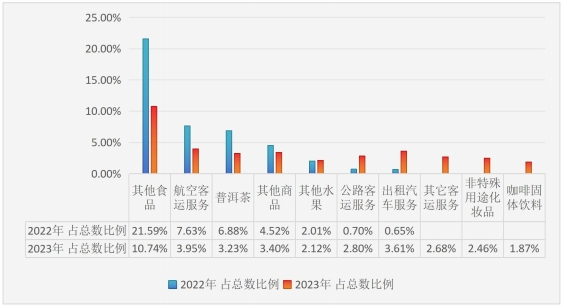 25.00%
20.00%
15.00%
10.00%
5.00%
0.00%
其他食品 航空客运服务 普洱茶 其他商品 其他水果 公路客运服务 出租汽车服务 其它客运服务 非特殊用途化妆品 咖啡固体饮料
2022年 占总数比例 21.59% 7.63% 6.88% 4.52% 2.01% 0.70% 0.65%
2023年 占总数比例 10.74% 3.95% 3.23% 3.40% 2.12% 2.80% 3.61% 2.68% 2.46% 1.87%
2022年 占总数比例 2023年 占总数比例